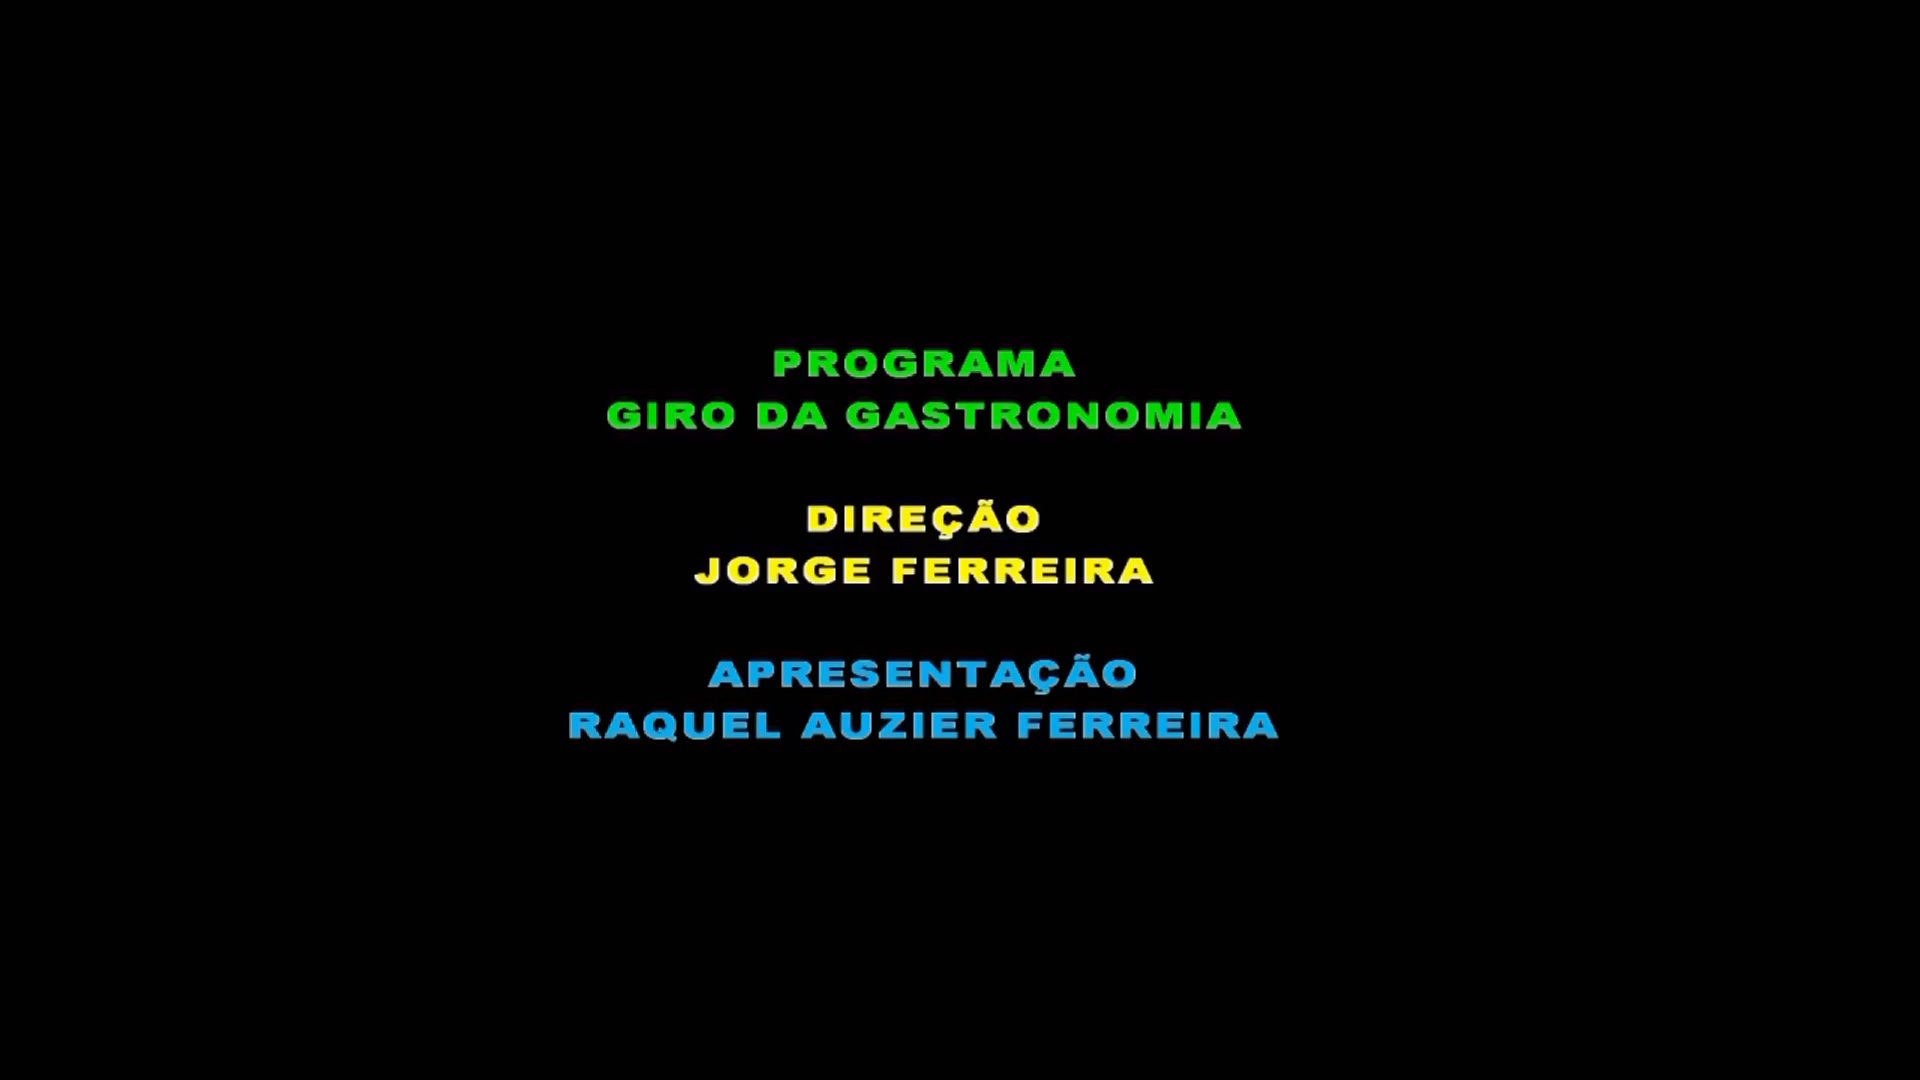 PROGRAMA
GIRO DA GASTRONOMIA
DIREÇÃO
JORGE FERREIRA
APRESENTAÇÃO
RAQUEL AUZIER FERREIRA